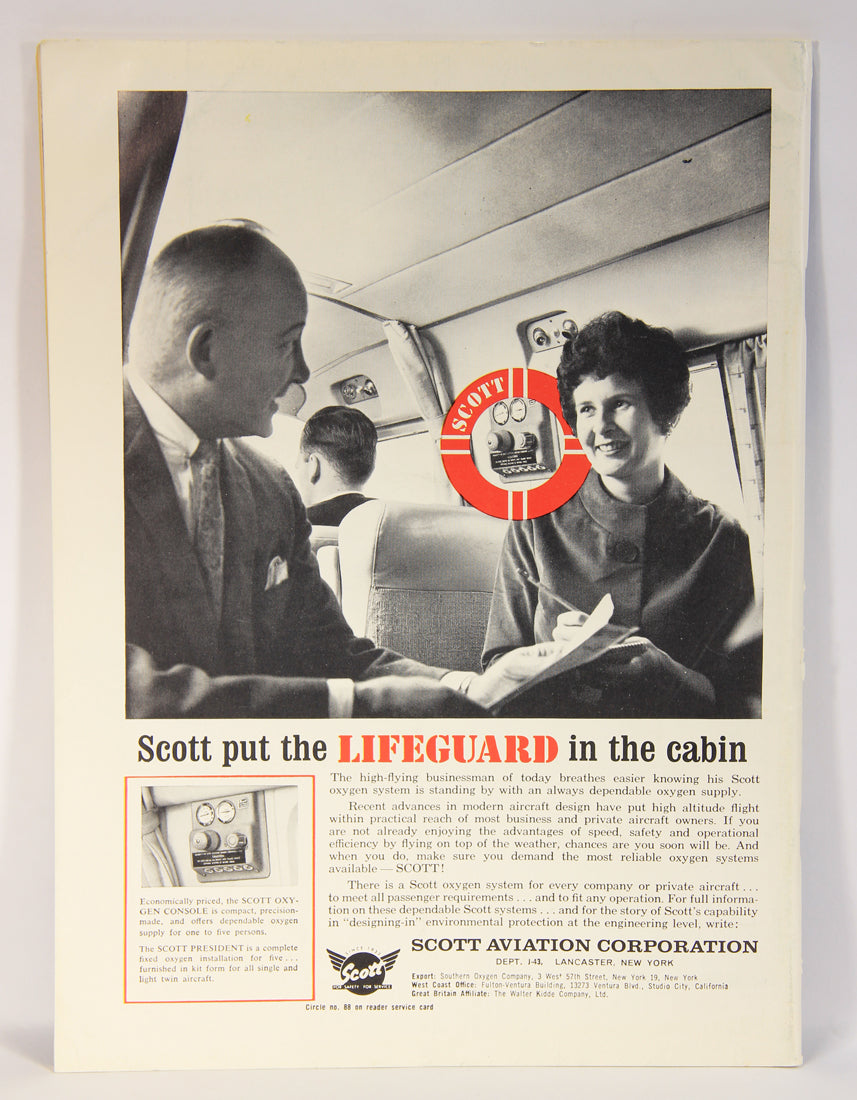 SCOTT
Scott put the LIFEGUARD in the cabin
The high-flying businessman of today breathes easier knowing his Scott
oxygen system is standing by with an always dependable oxygen supply.
Recent advances in modern aircraft design have put high altitude flight
within practical reach of most business and private aircraft owners. If you
are not already enjoying the advantages of speed, safety and operational
efficiency by flying on top of the weather, chances are you soon will be. And
when you do, make sure you demand the most reliable oxygen systems
available — SCOTT!
There is a Scott oxygen system for every company or private aircraft . . .
to meet all passenger requirements . . . and to fit any operation. For full informa-
tion on these dependable Scott systems . . . and for the story of Scott's capability
in "designing-in" environmental protection at the engineering level, write:
Economically priced, the SCOTT OXY-
GEN CONSOLE is compact, precision-
made, and offers dependable oxygen
supply for one to five persons.
The SCOTT PRESIDENT is a complete
fixed oxygen installation for five . . .
furnished in kit form for all single and
light twin aircraft.
SINCE 1932
Scott
FOR SAFETY FOR SERVICE
SCOTT AVIATION CORPORATION
DEPT. J-43, LANCASTER, NEW YORK
Export: Southern Oxygen Company, 3 West 57th Street, New York 19, New York
West Coast Office: Fulton-Ventura Building, 13273 Ventura Blvd., Studio City, California
Great Britain Affiliate: The Walter Kidde Company, Ltd.
Circle no. 88 on reader service card